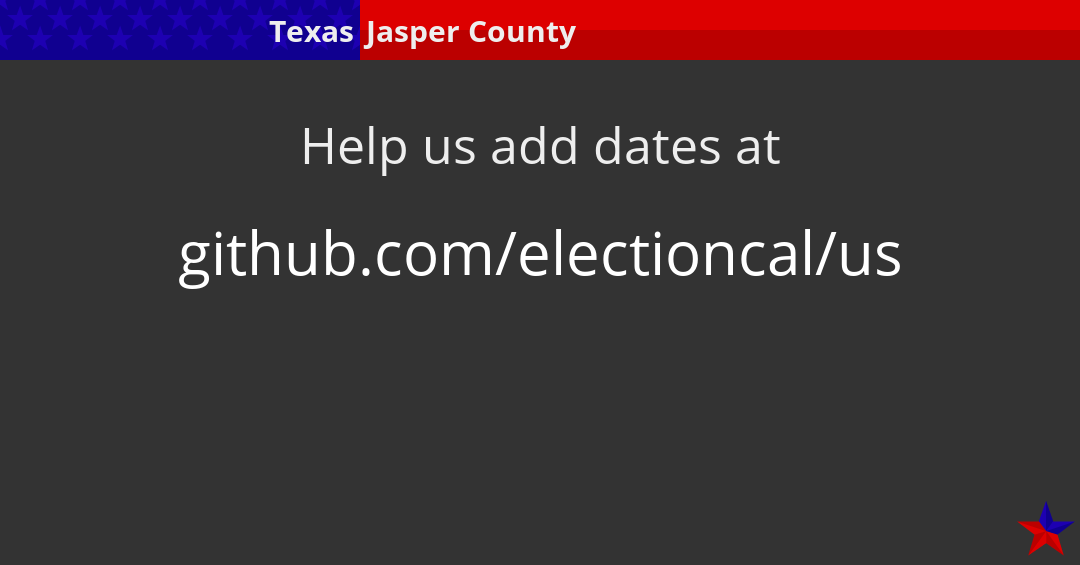 Texas Jasper County
Help us add dates at
github.com/electioncal/us